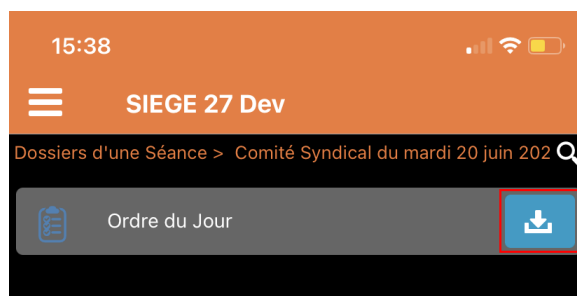 15:38
SIEGE 27 Dev
Dossiers d'une Séance > Comité Syndical du mardi 20 juin 202
Ordre du Jour